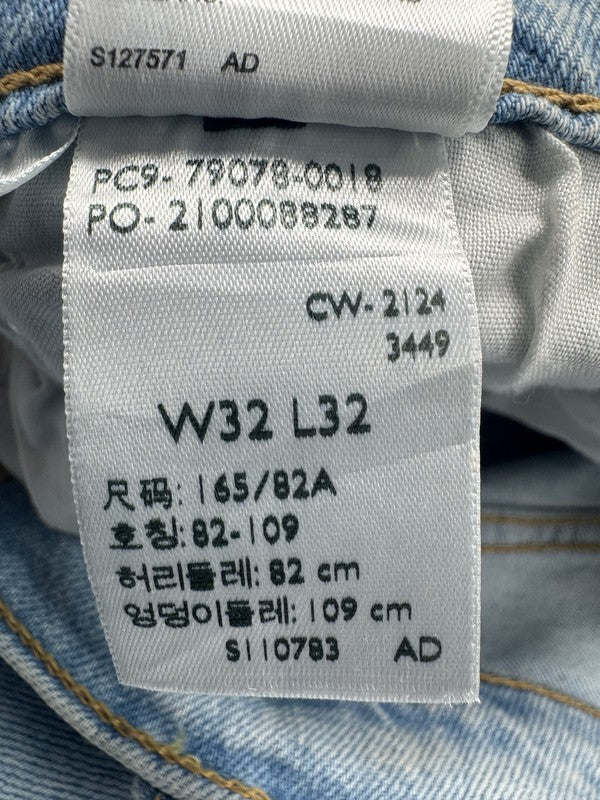 S127571 AD
PC9- 79078-0018
PO- 2100088287
CW- 2124
3449
W32 L32
尺码: 165/82A
호칭: 82-109
허리둘레: 82 cm
엉덩이둘레: 109 cm
S110783 AD